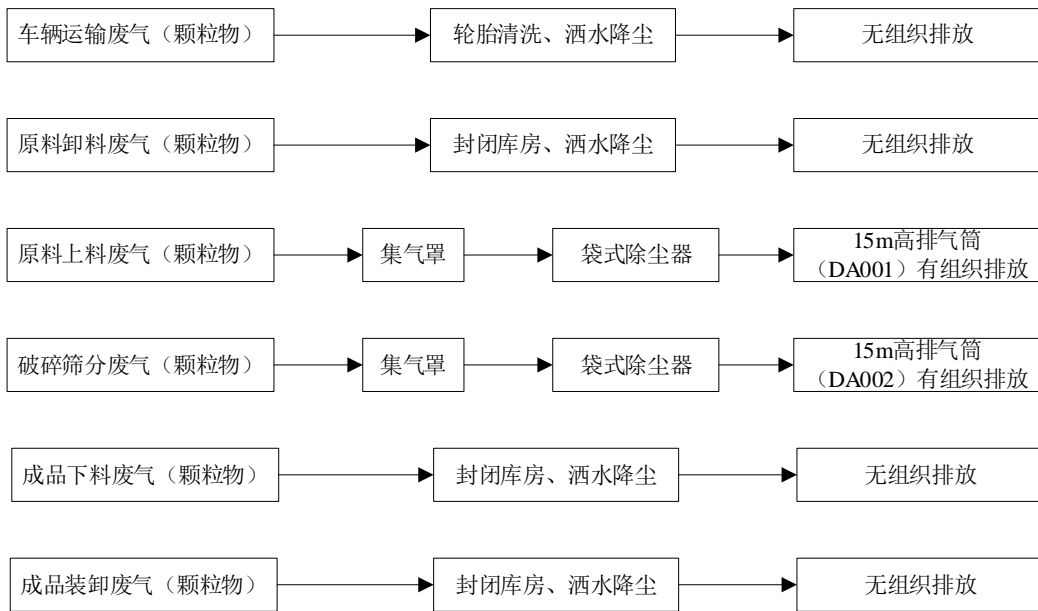 车辆运输废气（颗粒物）
轮胎清洗、洒水降尘
无组织排放
原料卸料废气（颗粒物）
封闭库房、洒水降尘
无组织排放
原料上料废气（颗粒物）
集气罩
袋式除尘器
15m高排气筒
（DA001）有组织排放
破碎筛分废气（颗粒物）
集气罩
袋式除尘器
15m高排气筒
（DA002）有组织排放
成品下料废气（颗粒物）
封闭库房、洒水降尘
无组织排放
成品装卸废气（颗粒物）
封闭库房、洒水降尘
无组织排放